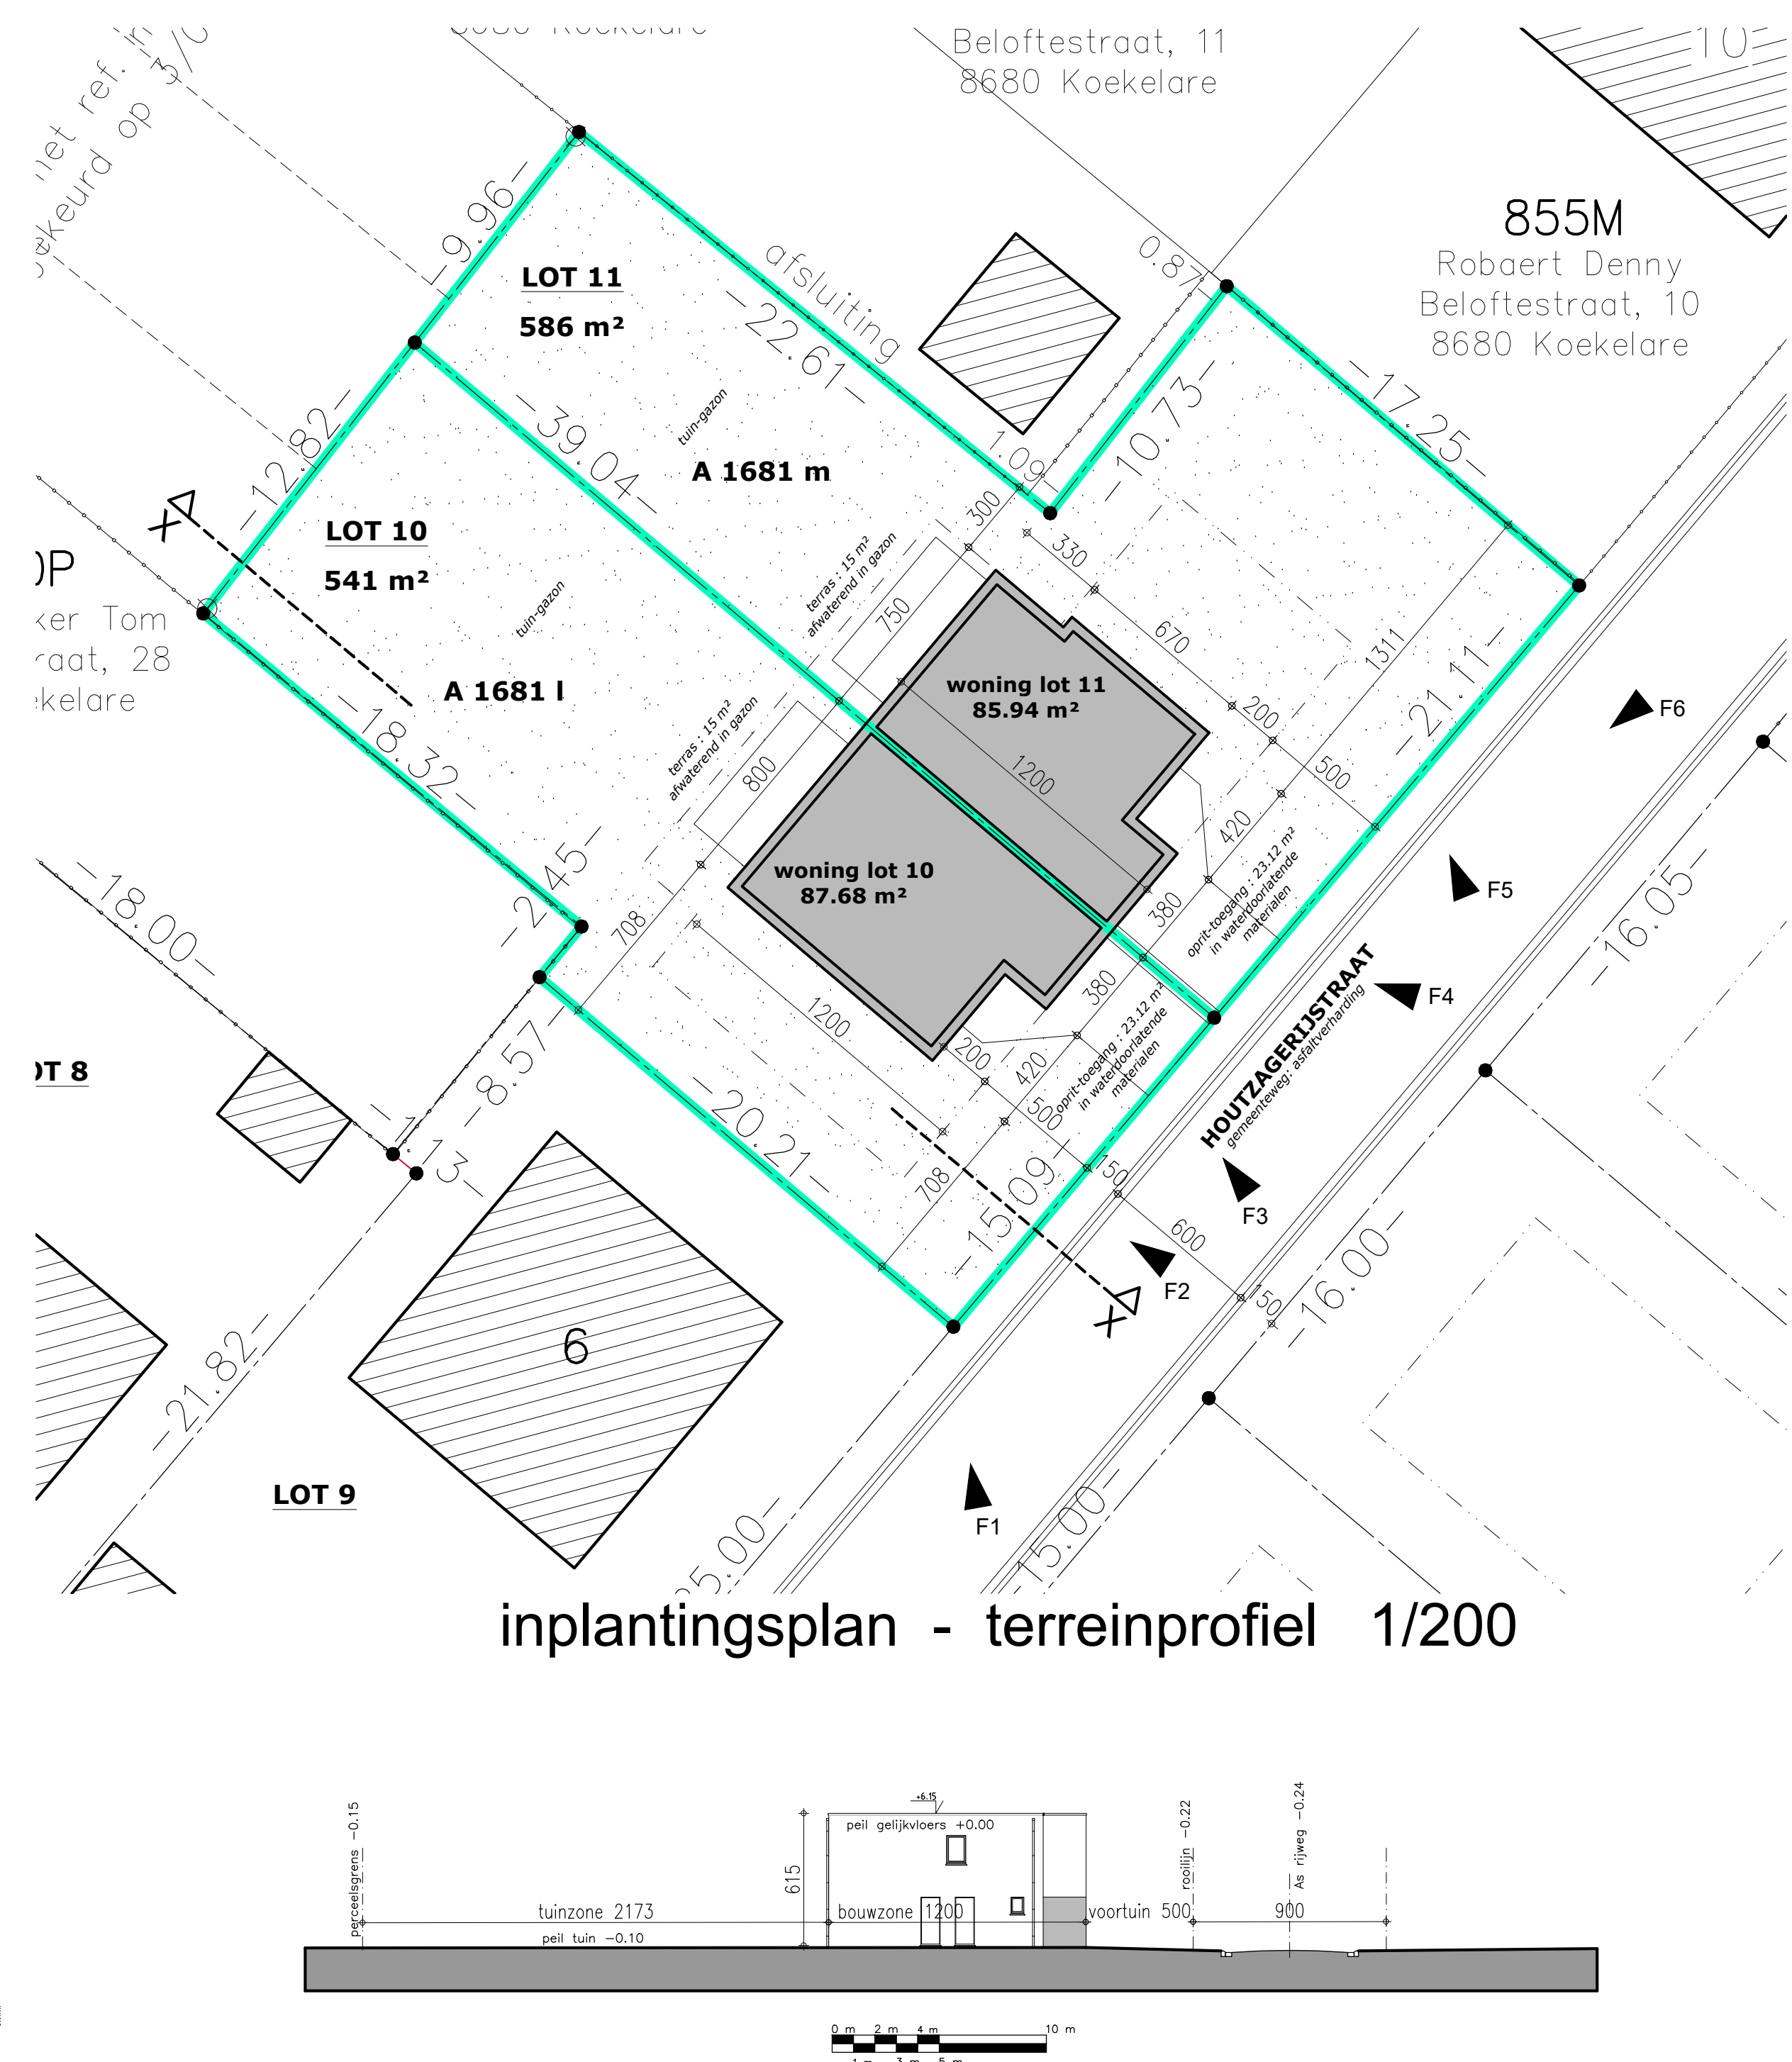 Beloftestraat, 11
8680 Koekelare
10
855M
Robaert Denny
Beloftestraat, 10
8680 Koekelare
0.87
-9.96-
LOT 11
586 m²
afsluiting
-22.61-
-10.73-
-17.25-
tuin-gazon
A 1681 m
1.09
-12.82-
-39.04-
X
LOT 10
541 m²
tuin-gazon
A 1681 l
-18.32-
-2.45-
300
330
670
1311
200
500
-21.11-
terras : 15 m²
afwaterend in gazon
750
terras : 15 m²
afwaterend in gazon
800
woning lot 11
85.94 m²
1200
woning lot 10
87.68 m²
420
380
oprit-toegang : 23.12 m²
in waterdoorlatende
materialen
380
420
oprit-toegang : 23.12 m²
in waterdoorlatende
materialen
708
1200
200
500
708
-15.09-
150
600
150
X
-18.00-
-8.57-
-1.13-
-20.21-
-21.82-
6
LOT 9
HOUTZAGERIJSTRAAT
gemeenteweg: asfaltverharding
F6
F5
F4
F3
F2
F1
-16.05-
-16.00-
15.00-
inplantingsplan - terreinprofiel 1/200
perceelsgrens -0.15
+6.15
peil gelijkvloers +0.00
615
tuinzone 2173
bouwzone 1200
voortuin 500
900
peil tuin -0.10
rooilijn -0.22
As rijweg -0.24
0 m 2 m 4 m 10 m
1 m 3 m 5 m